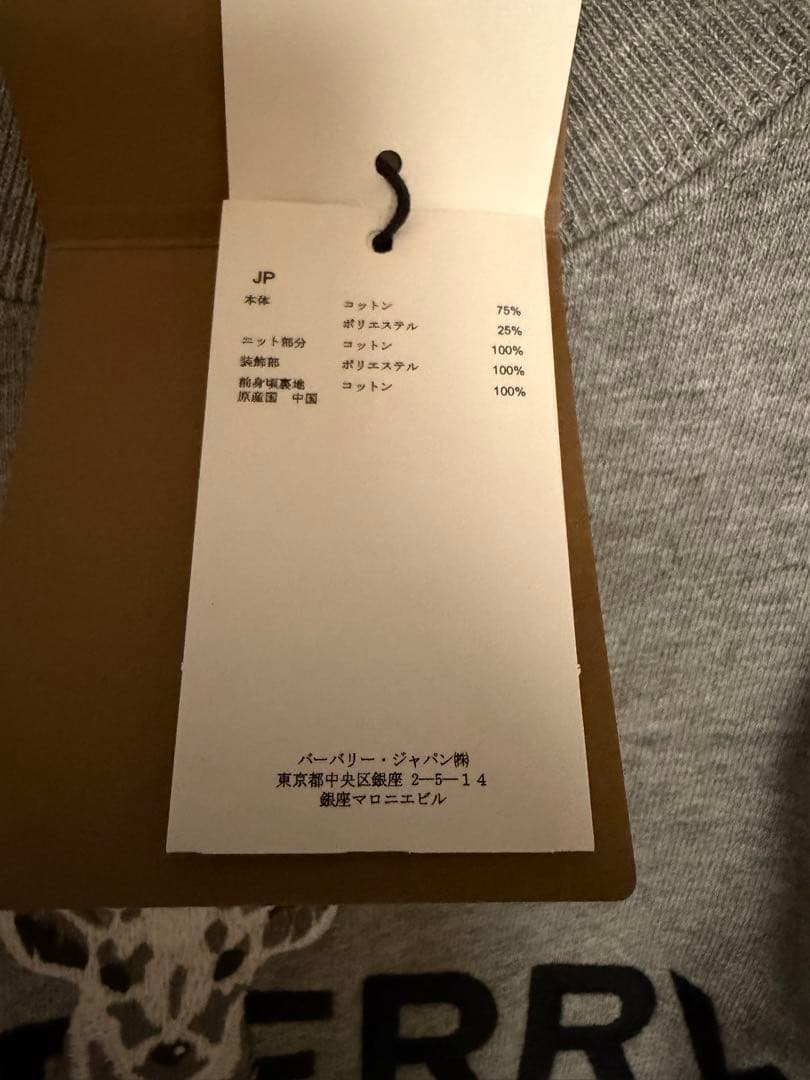 JP
本体 コットン 75%
ポリエステル 25%
ニット部分 コットン 100%
装飾部 ポリエステル 100%
前身頃裏地 コットン 100%
原産国 中国
バーバリー・ジャパン㈱
東京都中央区銀座 2―5―14
銀座マロニエビル
ERRY